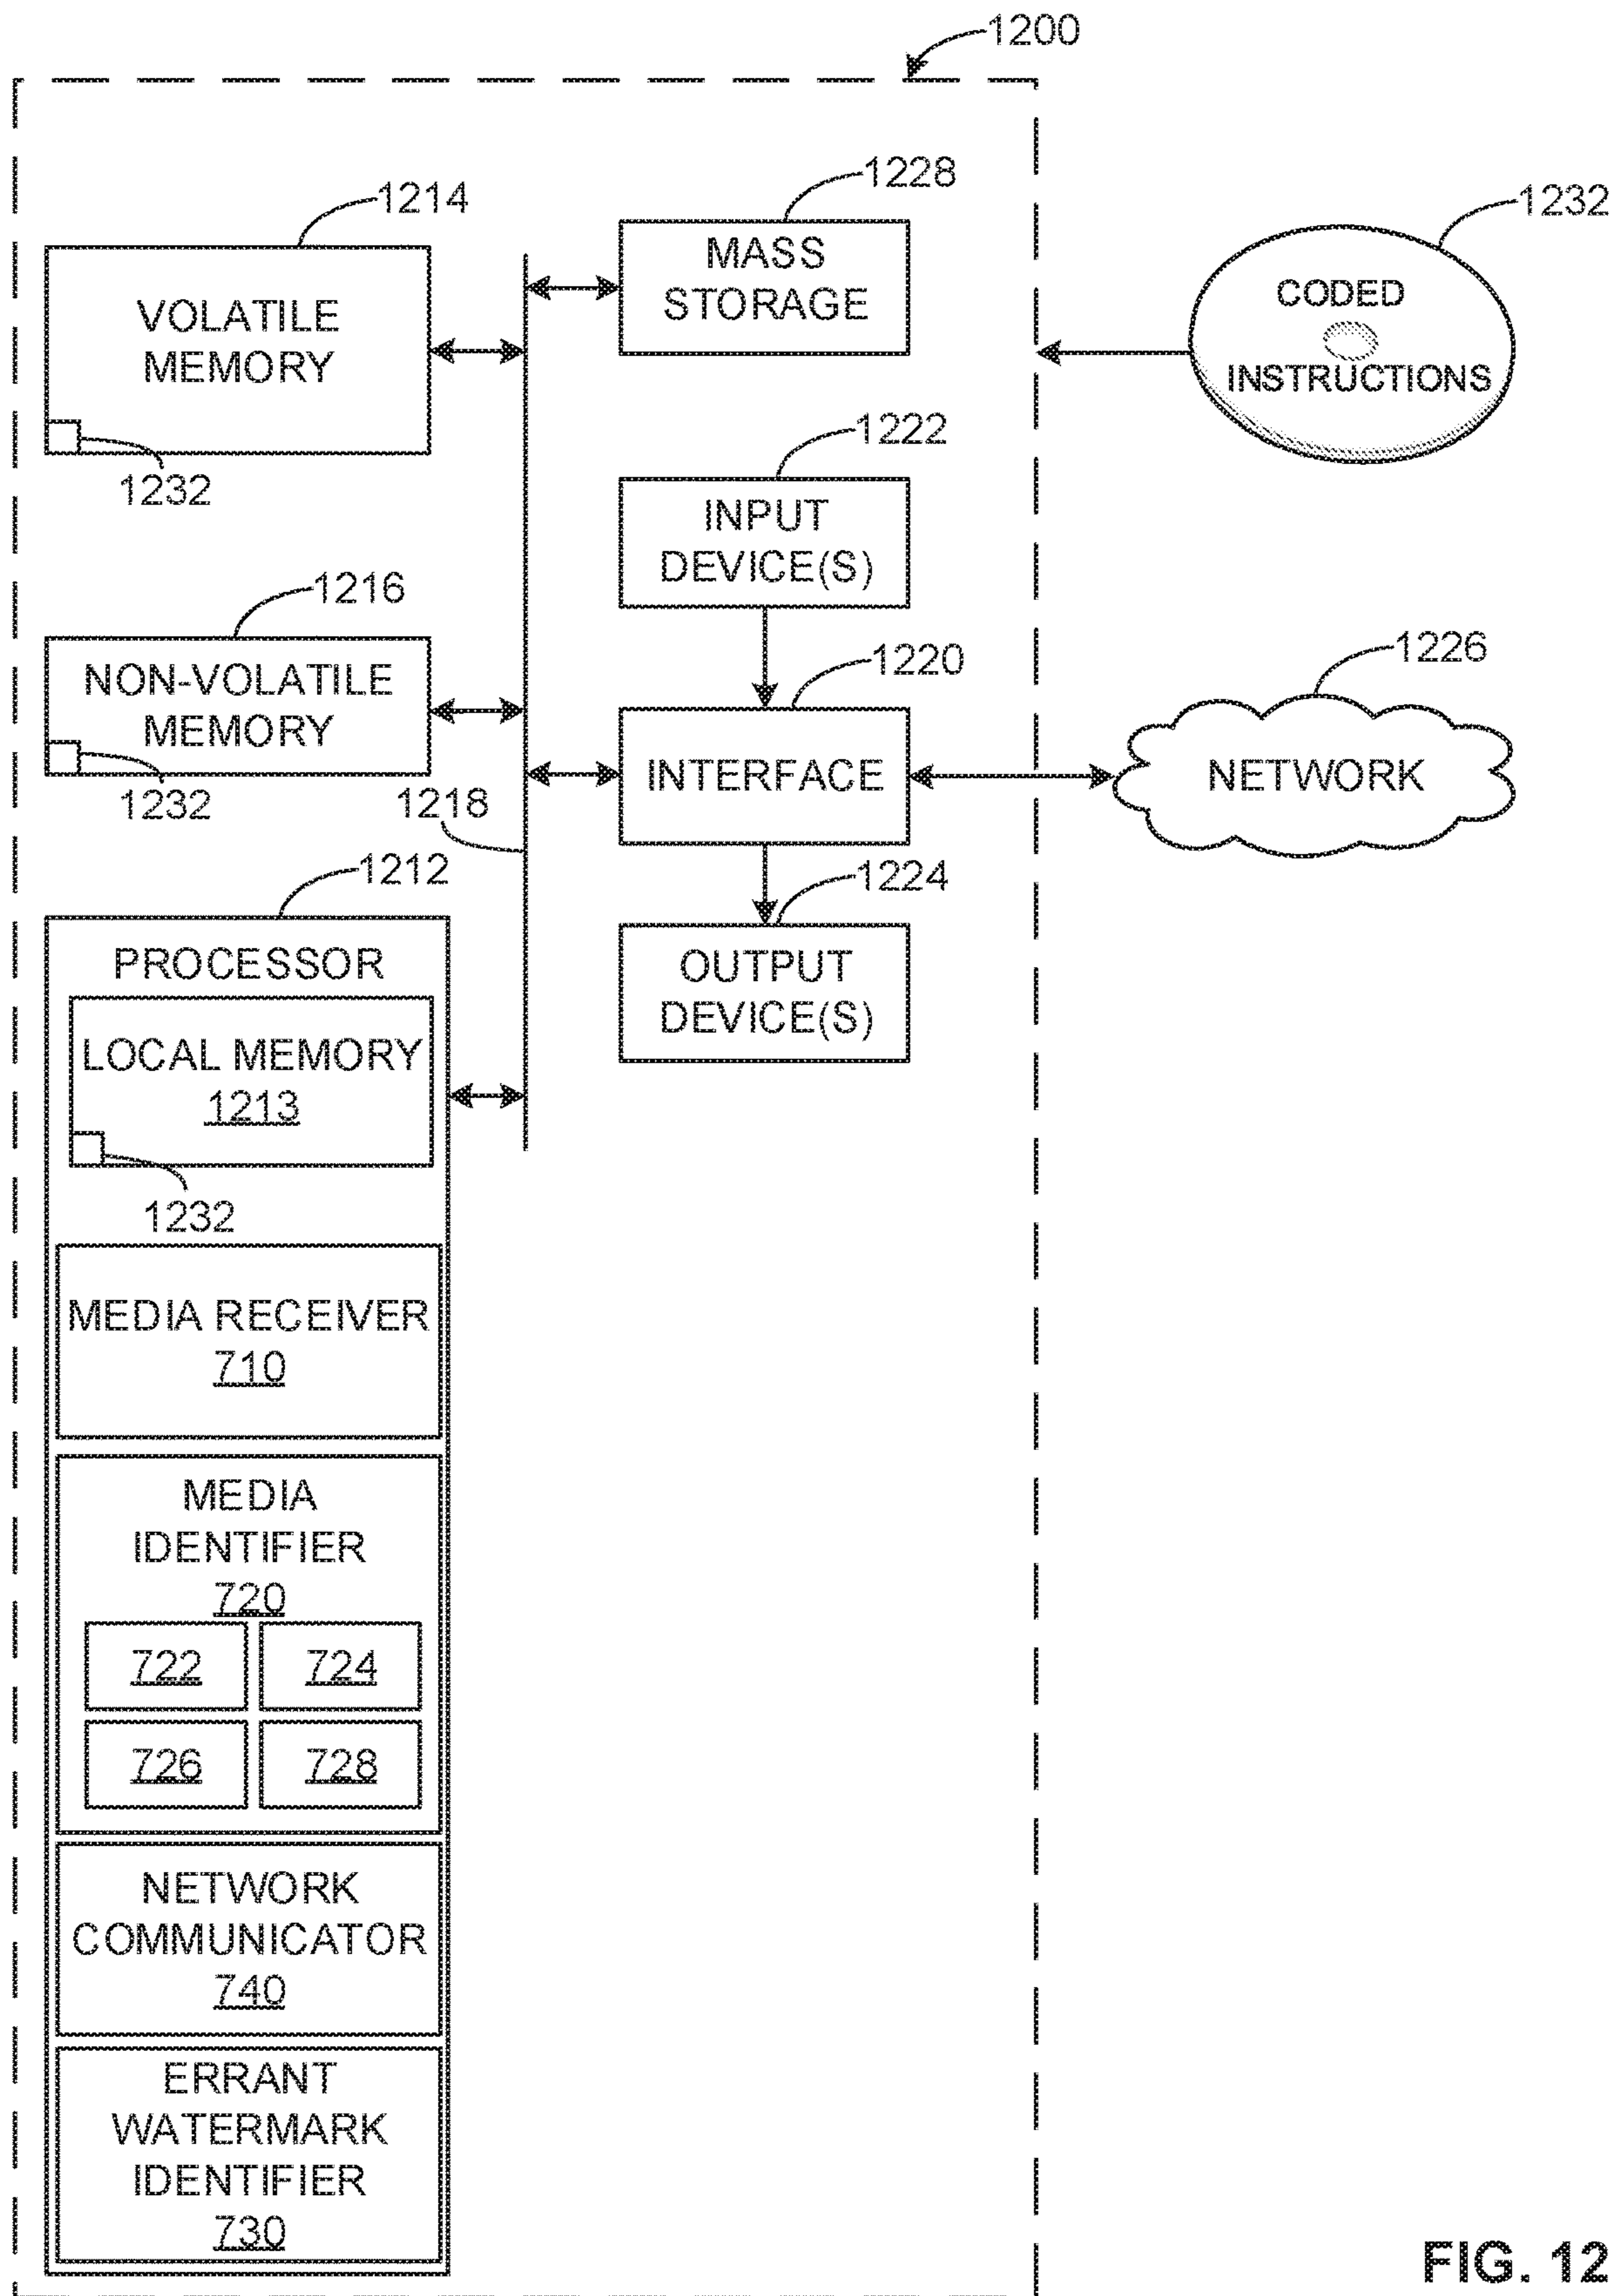 1200
1214
VOLATILE
MEMORY
1232
1228
MASS
STORAGE
1232
CODED
INSTRUCTIONS
1222
INPUT
DEVICE(S)
1216
NON-VOLATILE
MEMORY
1232
1218
1220
INTERFACE
1226
NETWORK
1224
OUTPUT
DEVICE(S)
1212
PROCESSOR
LOCAL MEMORY
1213
1232
MEDIA RECEIVER
710
MEDIA
IDENTIFIER
720
722 724
726 728
NETWORK
COMMUNICATOR
740
ERRANT
WATERMARK
IDENTIFIER
730
FIG. 12